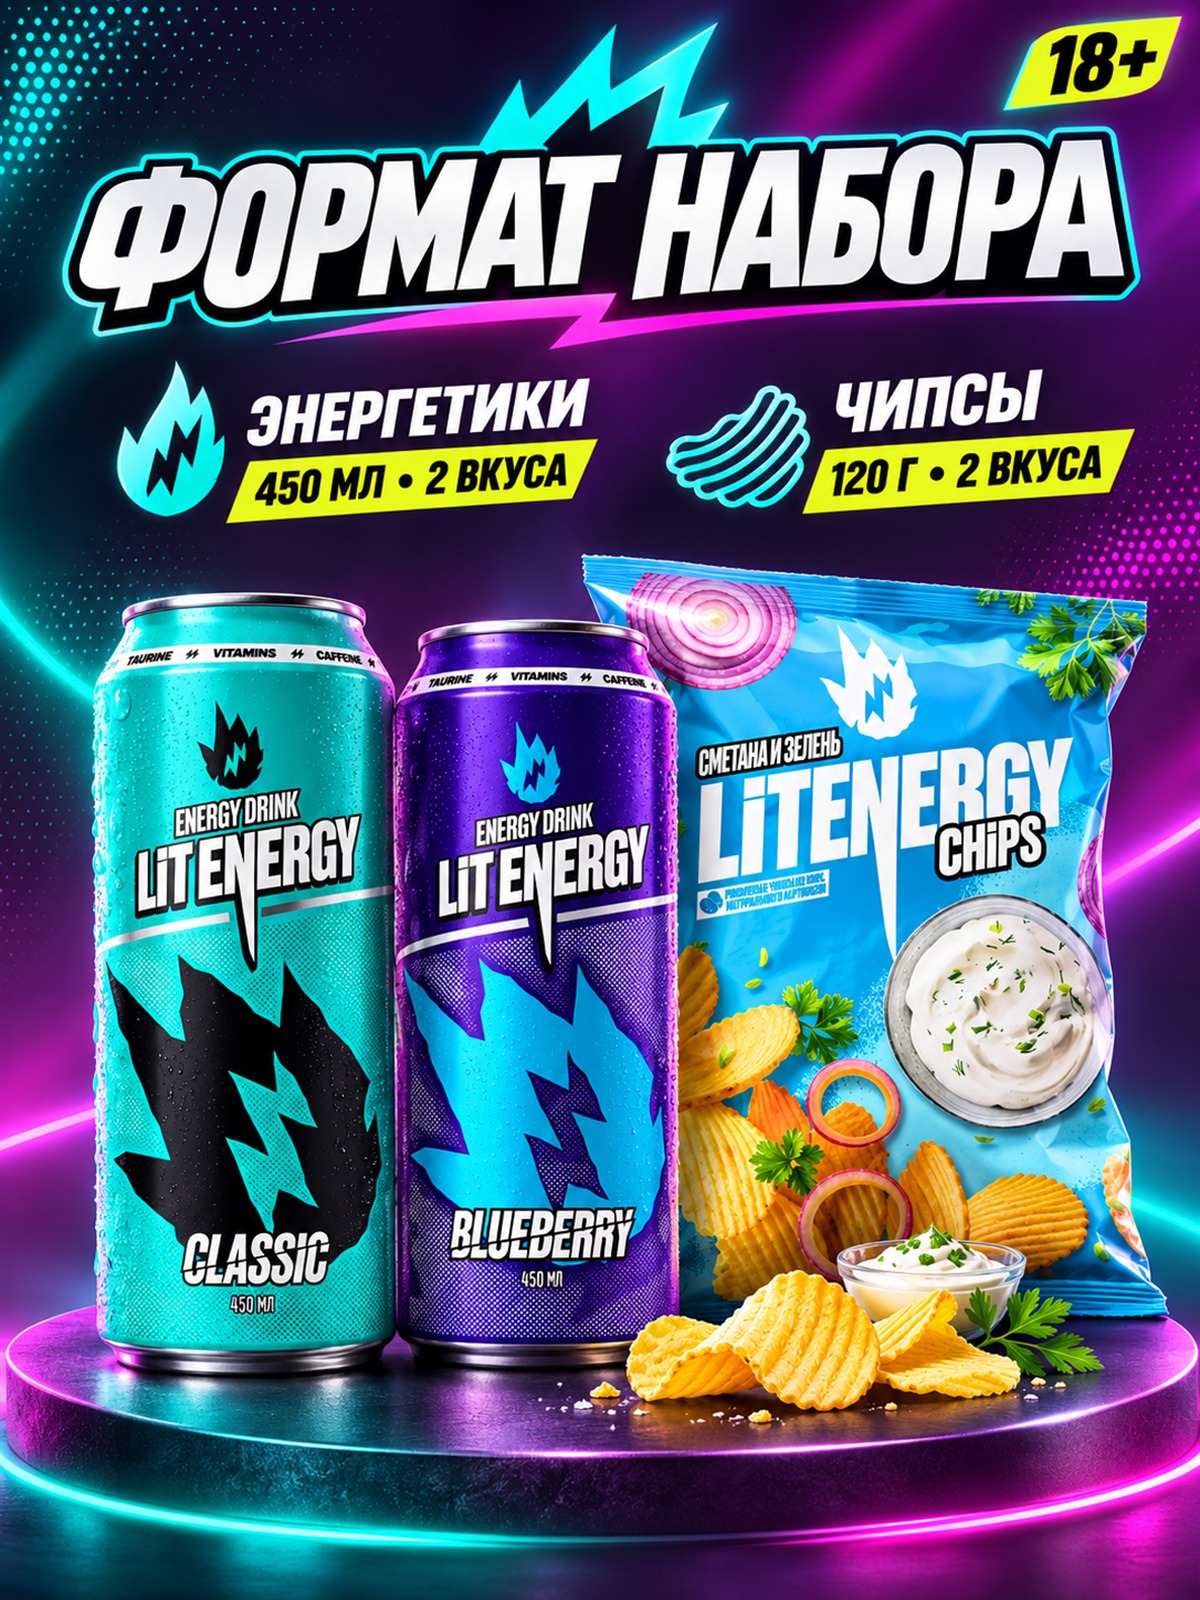 18+
ФОРМАТ НАБОРА
ЭНЕРГЕТИКИ
450 МЛ • 2 ВКУСА
ЧИПСЫ
120 Г • 2 ВКУСА
TAURINE VITAMINS CAFFEINE
ENERGY DRINK
LIT ENERGY
CLASSIC
450 МЛ
TAURINE VITAMINS CAFFEINE
ENERGY DRINK
LIT ENERGY
BLUEBERRY
450 МЛ
СМЕТАНА И ЗЕЛЕНЬ
LITENERGY
CHIPS